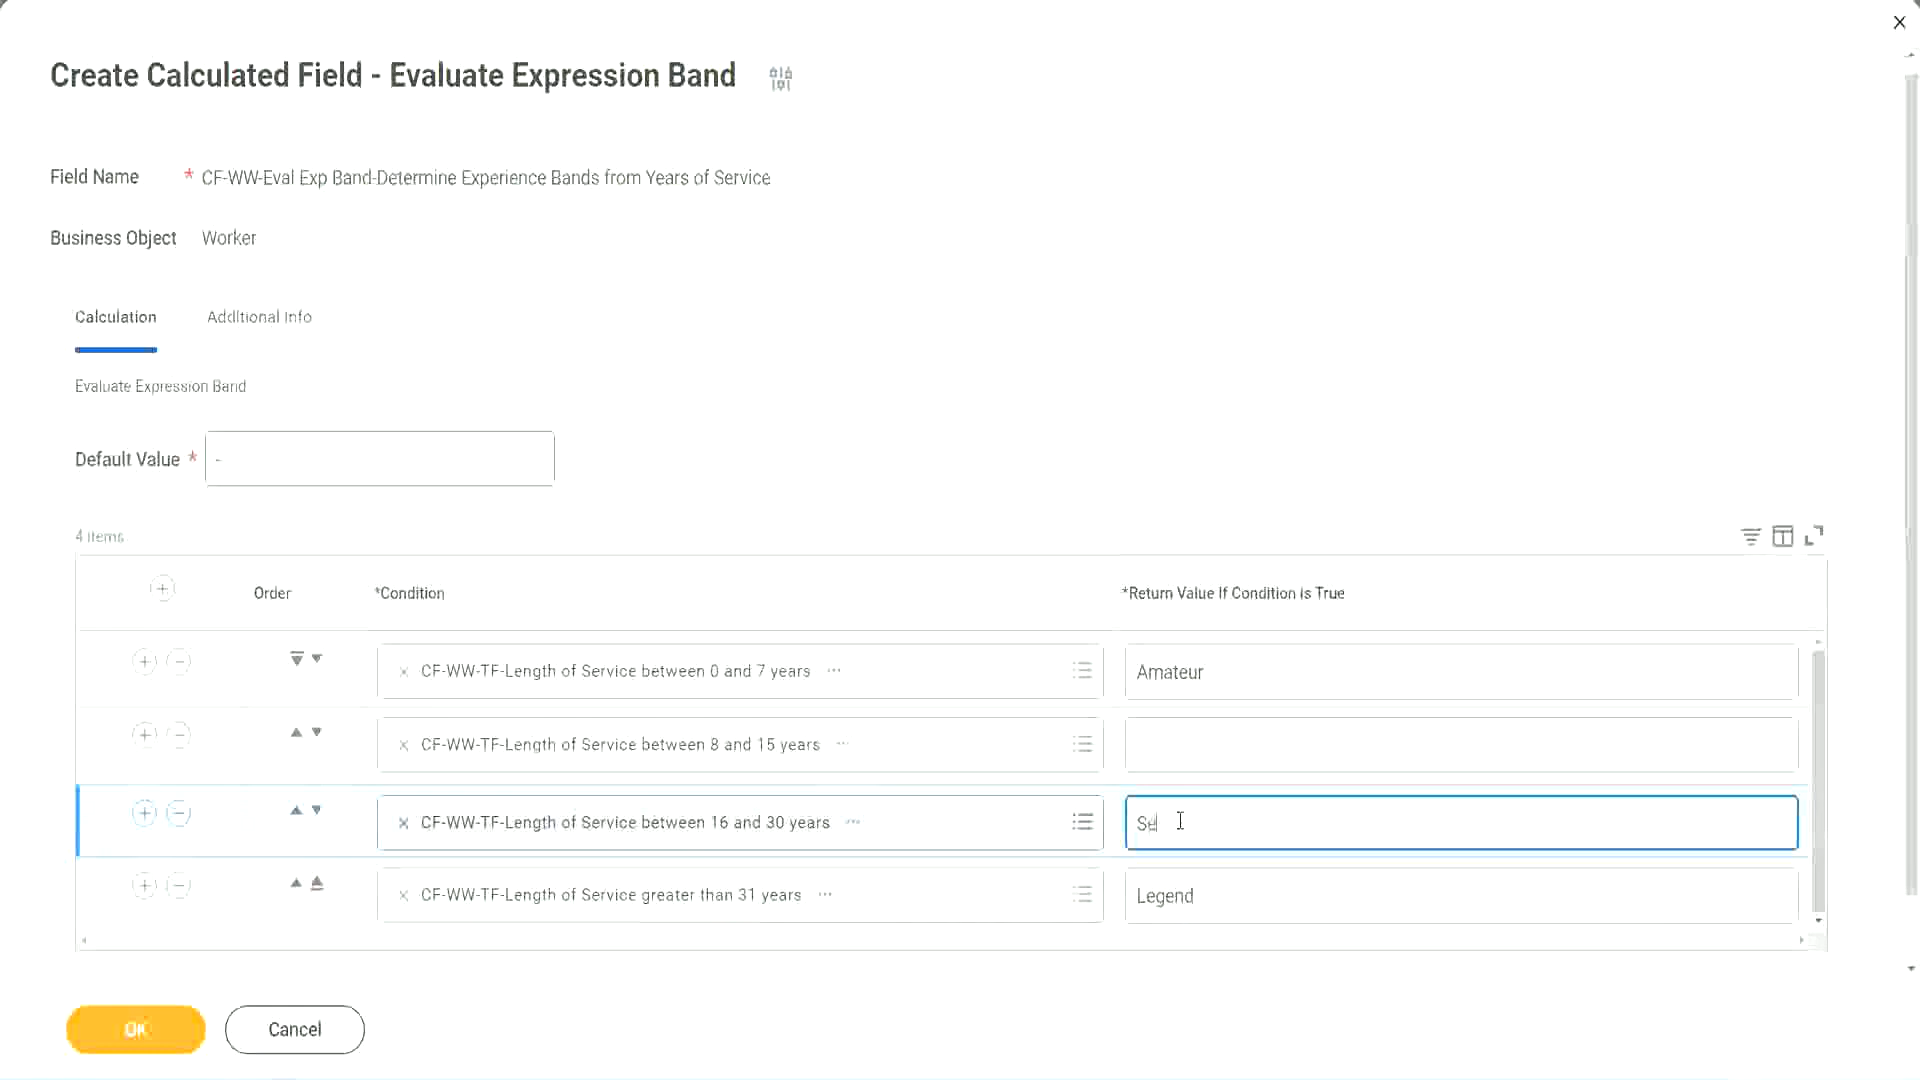 Create Calculated Field - Evaluate Expression Band
Field Name * CF-WW-Eval Exp Band-Determine Experience Bands from Years of Service
Business Object Worker
Calculation Additional Info
Evaluate Expression Band
Default Value * -
4 items
Order *Condition *Return Value If Condition is True
CF-WW-TF-Length of Service between 0 and 7 years ... Amateur
CF-WW-TF-Length of Service between 8 and 15 years ...
CF-WW-TF-Length of Service between 16 and 30 years ...
CF-WW-TF-Length of Service greater than 31 years ... Legend
OK Cancel